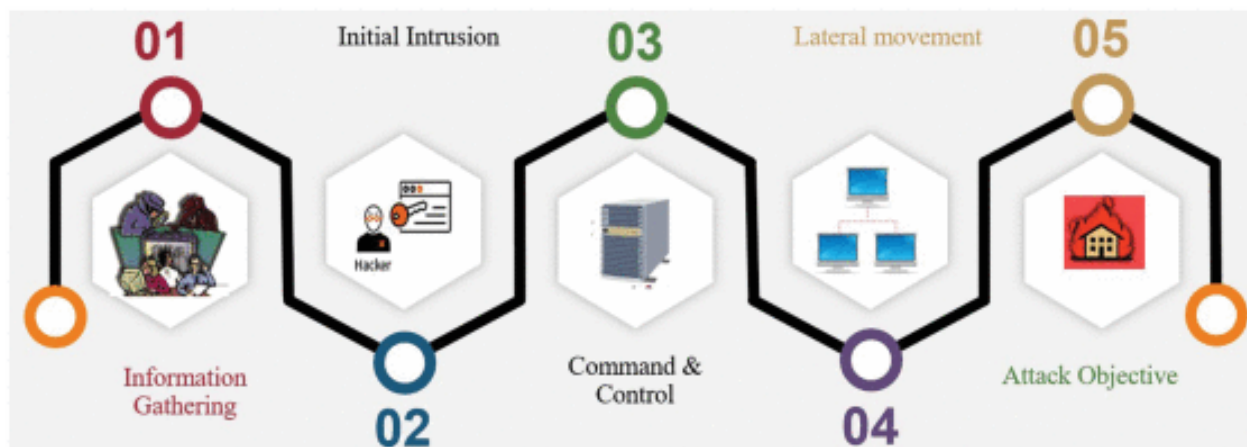 01
Initial Intrusion
03
Lateral movement
05
Hacker
Information
Gathering
02
Command &
Control
04
Attack Objective